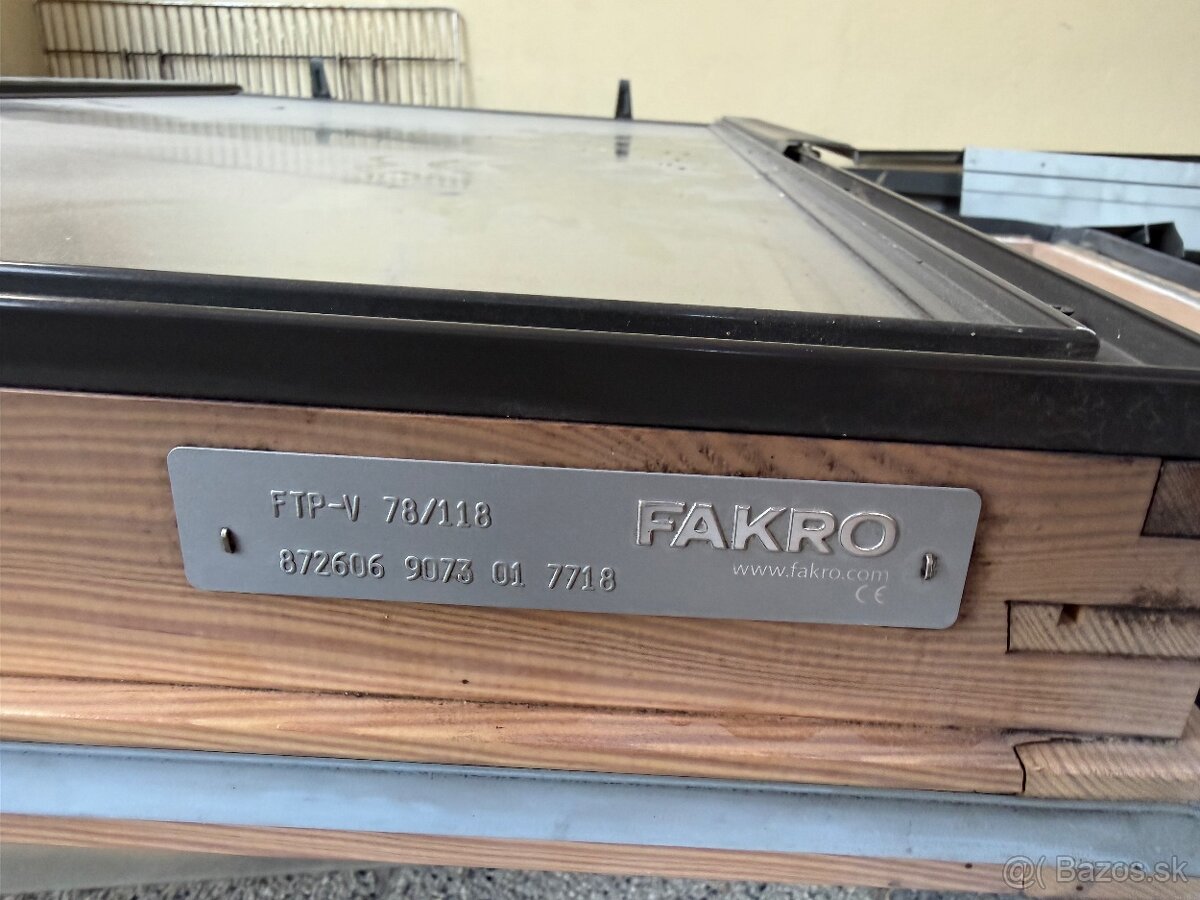 FTP-V 78/118
872606 9073 01 7718
FAKRO
www.fakro.com
CE
@( Bazos.sk